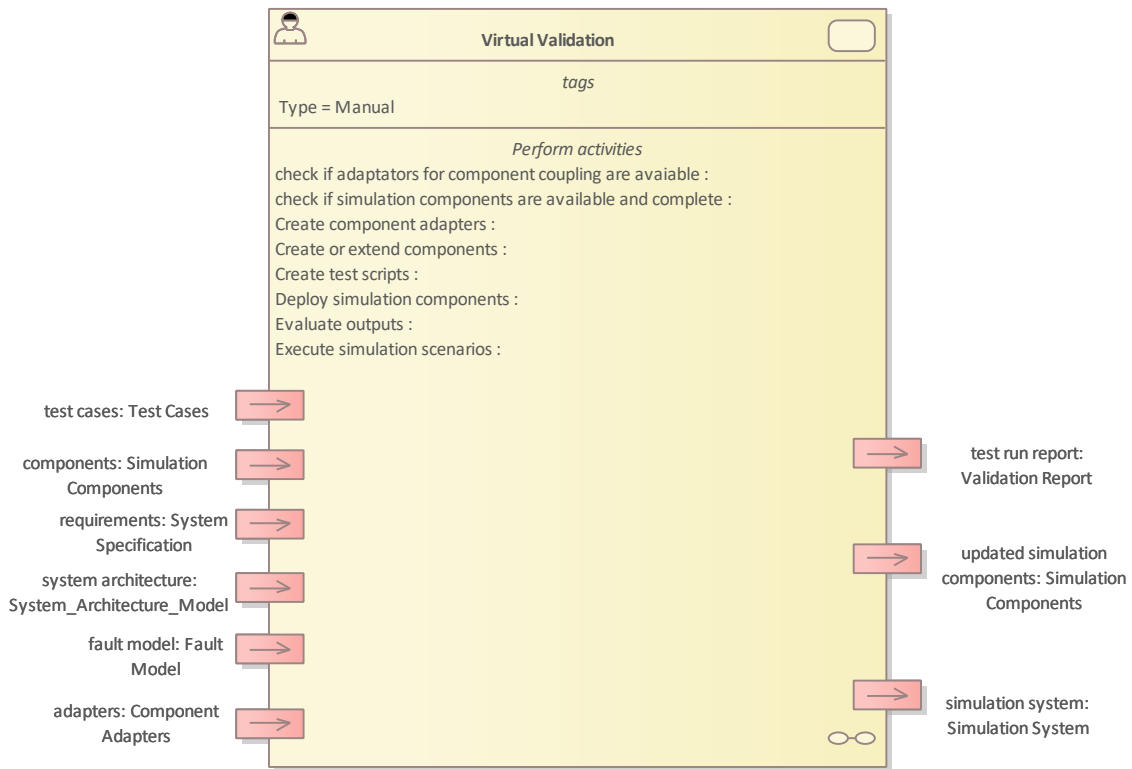 Virtual Validation
tags
Type = Manual
Perform activities
check if adaptators for component coupling are avaiable :
check if simulation components are available and complete :
Create component adapters :
Create or extend components :
Create test scripts :
Deploy simulation components :
Evaluate outputs :
Execute simulation scenarios :
test cases: Test Cases
components: Simulation
Components
requirements: System
Specification
system architecture:
System_Architecture_Model
fault model: Fault
Model
adapters: Component
Adapters
test run report:
Validation Report
updated simulation
components: Simulation
Components
simulation system:
Simulation System